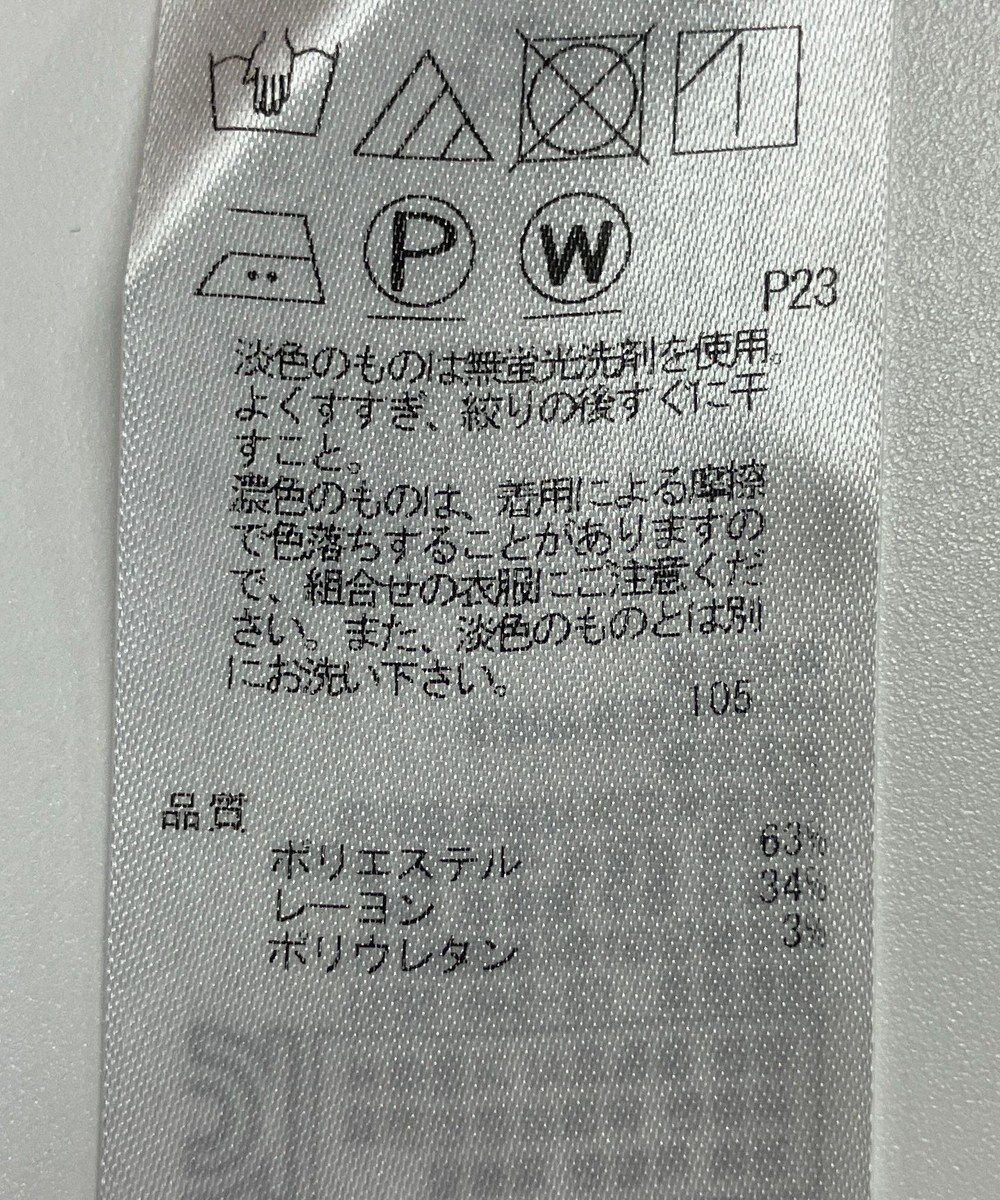 P W P23
淡色のものは無蛍光洗剤を使用。
よくすすぎ、絞りの後すぐに干
すこと。
濃色のものは、着用による摩擦
で色落ちすることがありますの
で、組合せの衣服にご注意くだ
さい。また、淡色のものとは別
にお洗い下さい。
105
品質
ポリエステル 63%
レーヨン 34%
ポリウレタン 3%